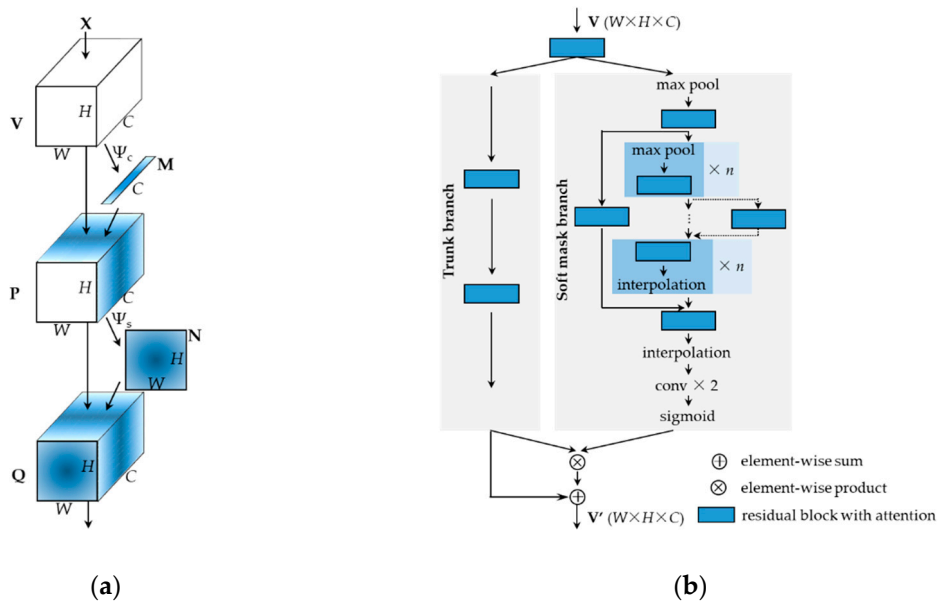 X
V
H
C
W
Ψc
M
C
P
H
C
W
Ψs
N
H
W
Q
H
C
W
(a)
V (W×H×C)
Trunk branch
Soft mask branch
max pool
max pool
× n
⋮
× n
interpolation
interpolation
conv × 2
sigmoid
⊗
⊕
V' (W×H×C)
⊕ element-wise sum
⊗ element-wise product
residual block with attention
(b)